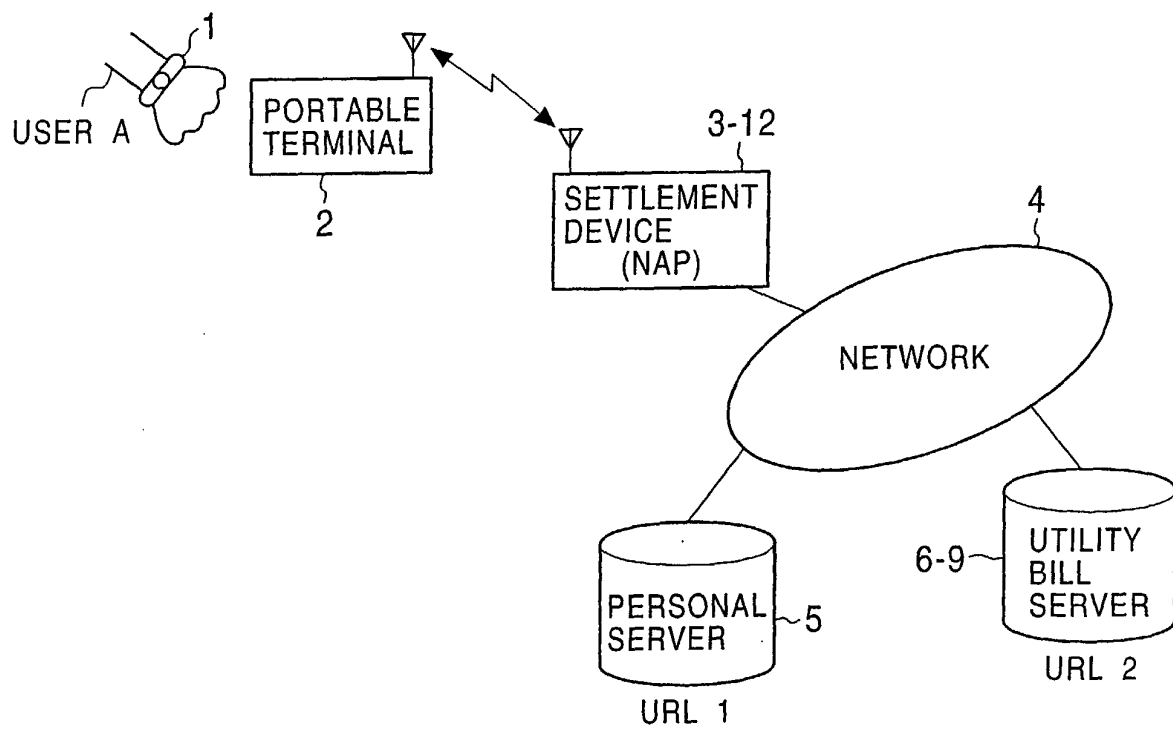 1
USER A
PORTABLE
TERMINAL
2
3-12
SETTLEMENT
DEVICE
(NAP)
4
NETWORK
PERSONAL
SERVER
5
URL 1
6-9
UTILITY
BILL
SERVER
URL 2